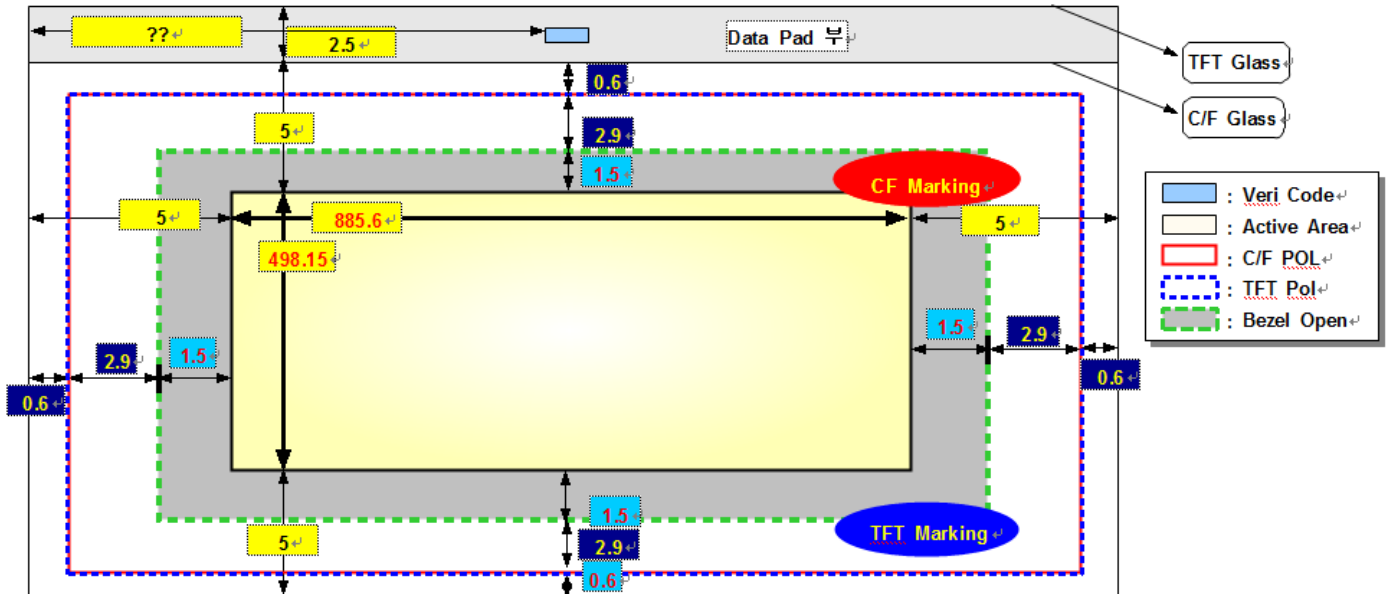 ??
2.5
Data Pad 부
TFT Glass
0.6
C/F Glass
5
2.9
1.5
CF Marking
: Veri Code
5
885.6
5
: Active Area
498.15
: C/F POL
: TFT Pol
1.5
2.9
: Bezel Open
2.9
1.5
0.6
0.6
1.5
TFT Marking
5
2.9
0.6